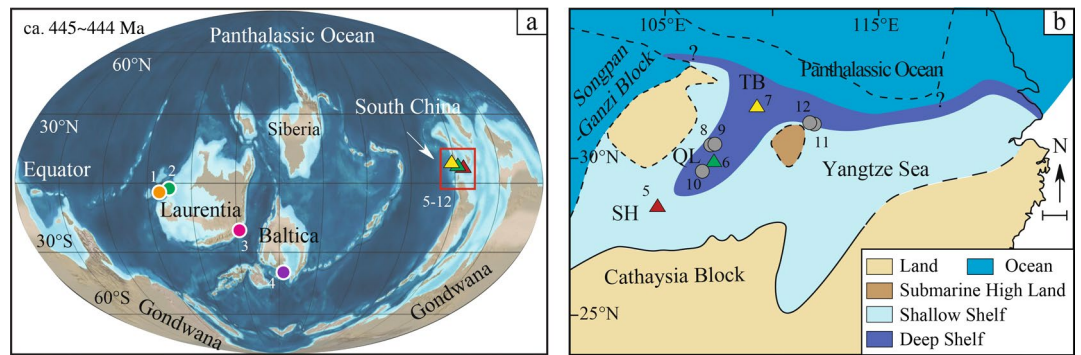 ca. 445~444 Ma
a
Panthalassic Ocean
60°N
South China
30°N
Siberia
Equator
1
2
5-12
Laurentia
3
Baltica
30°S
4
60°S
Gondwana
Gondwana
105°E
115°E
b
Songpan
-Ganzi Block
?
TB
7
Panthalassic Ocean
?
12
11
8
9
30°N
QL
6
10
Yangtze Sea
N
5
SH
Cathaysia Block
25°N
Land
Ocean
Submarine High Land
Shallow Shelf
Deep Shelf